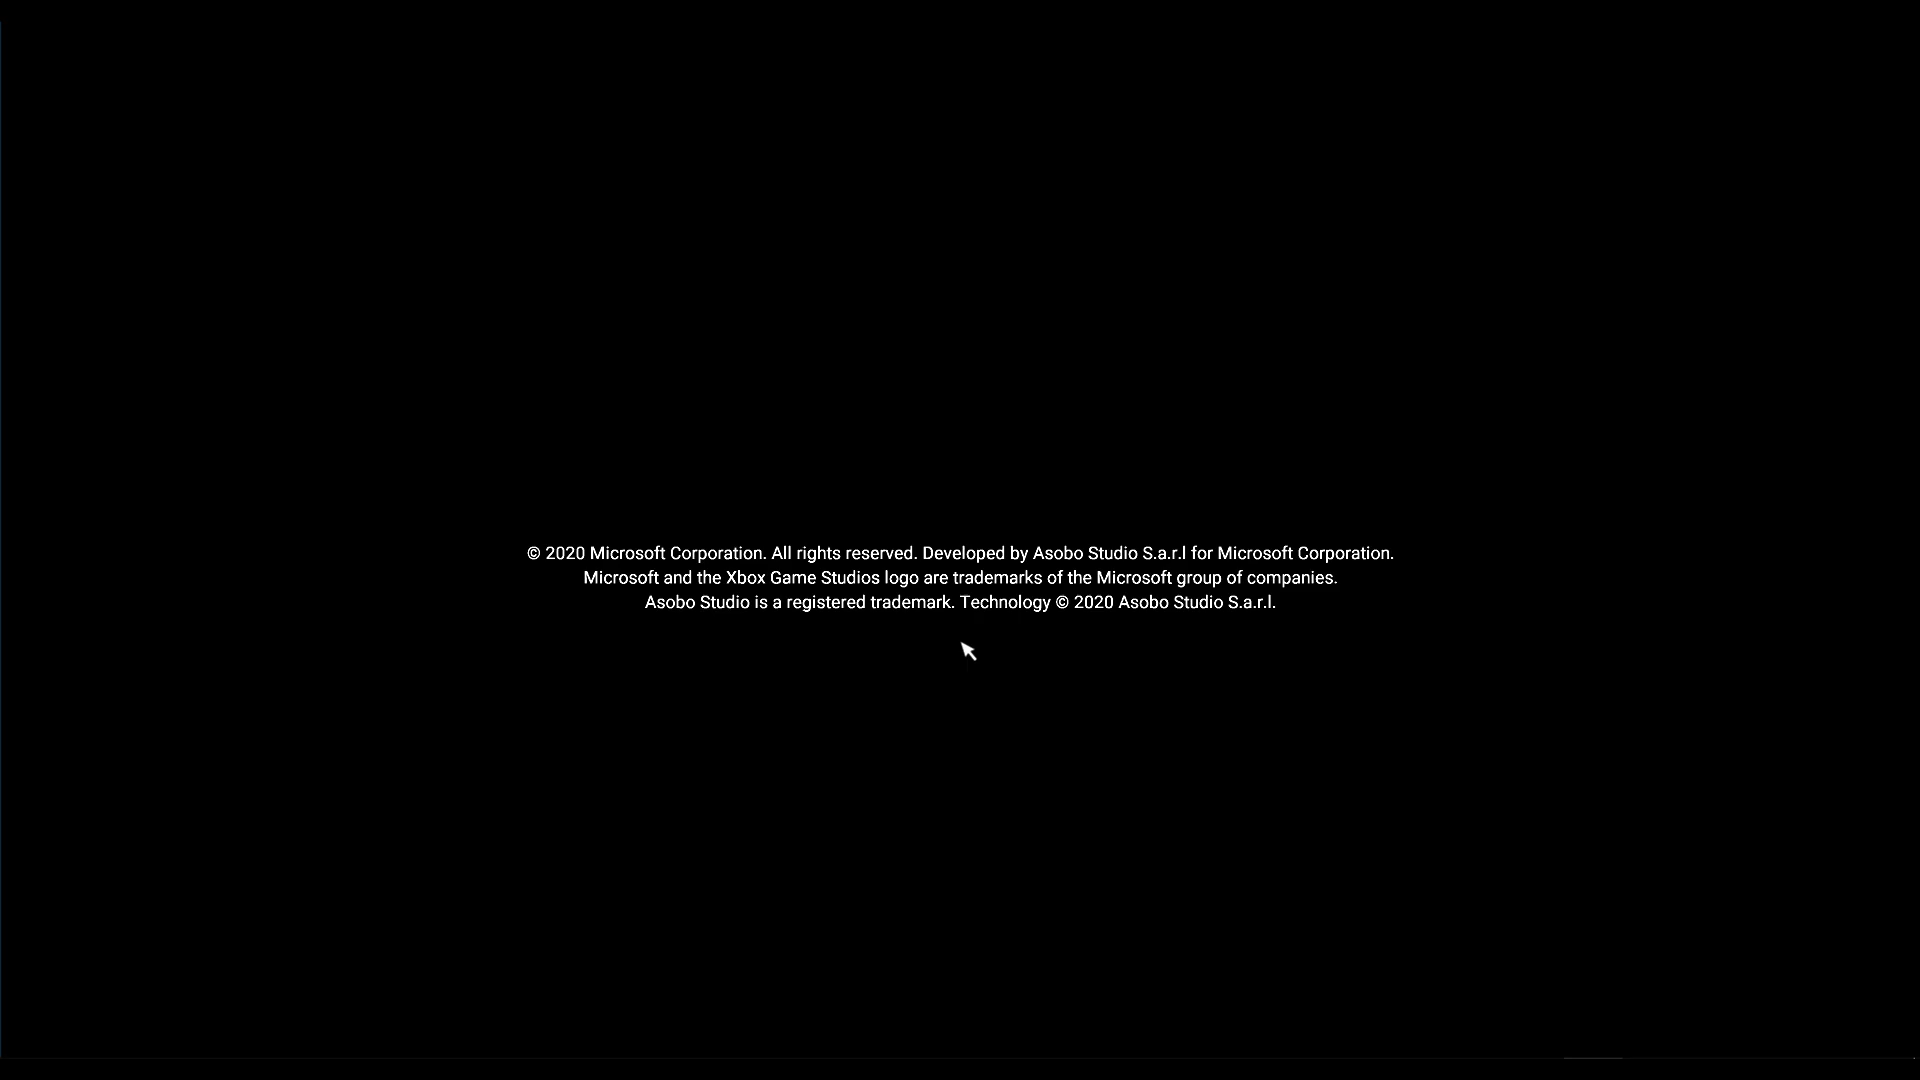 © 2020 Microsoft Corporation. All rights reserved. Developed by Asobo Studio S.a.r.l for Microsoft Corporation.
Microsoft and the Xbox Game Studios logo are trademarks of the Microsoft group of companies.
Asobo Studio is a registered trademark. Technology © 2020 Asobo Studio S.a.r.l.